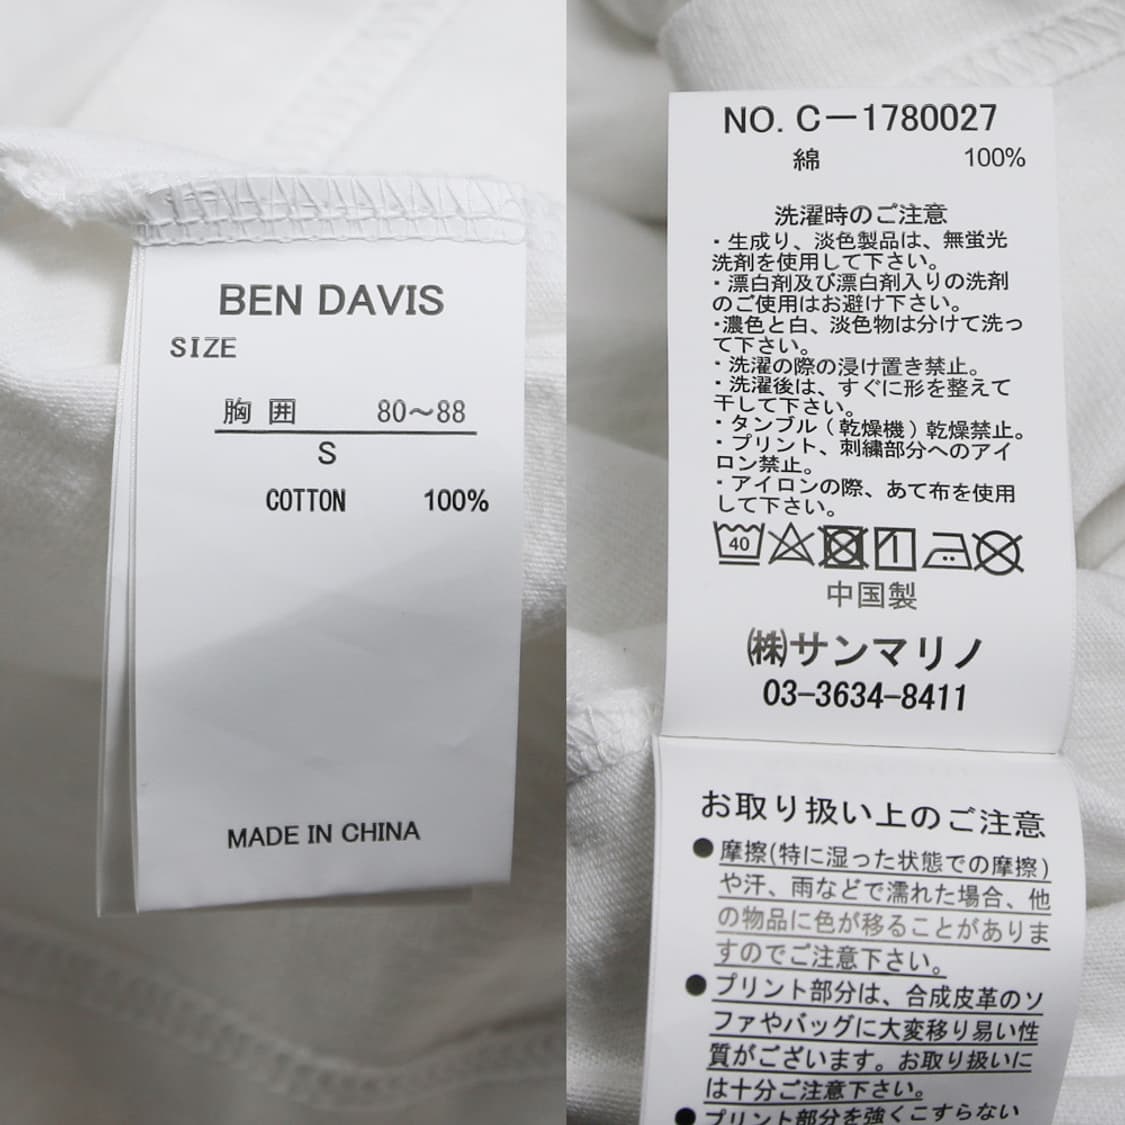 BEN DAVIS
SIZE
胸 囲 80～88
S
COTTON 100%
MADE IN CHINA
NO. C－1780027
綿 100%
洗濯時のご注意
・生成り、淡色製品は、無蛍光
洗剤を使用して下さい。
・漂白剤及び漂白剤入りの洗剤
のご使用はお避け下さい。
・濃色と白、淡色物は分けて洗っ
て下さい。
・洗濯の際の浸け置き禁止。
・洗濯後は、すぐに形を整えて
干して下さい。
・タンブル（乾燥機）乾燥禁止。
・プリント、刺繍部分へのアイ
ロン禁止。
・アイロンの際、あて布を使用
して下さい。
40
中国製
㈱サンマリノ
03-3634-8411
お取り扱い上のご注意
●摩擦(特に湿った状態での摩擦)
や汗、雨などで濡れた場合、他
の物品に色が移ることがありま
すのでご注意下さい。
●プリント部分は、合成皮革のソ
ファやバッグに大変移り易い性
質がございます。お取り扱いに
は十分ご注意下さい。
●プリント部分を強くこすらない